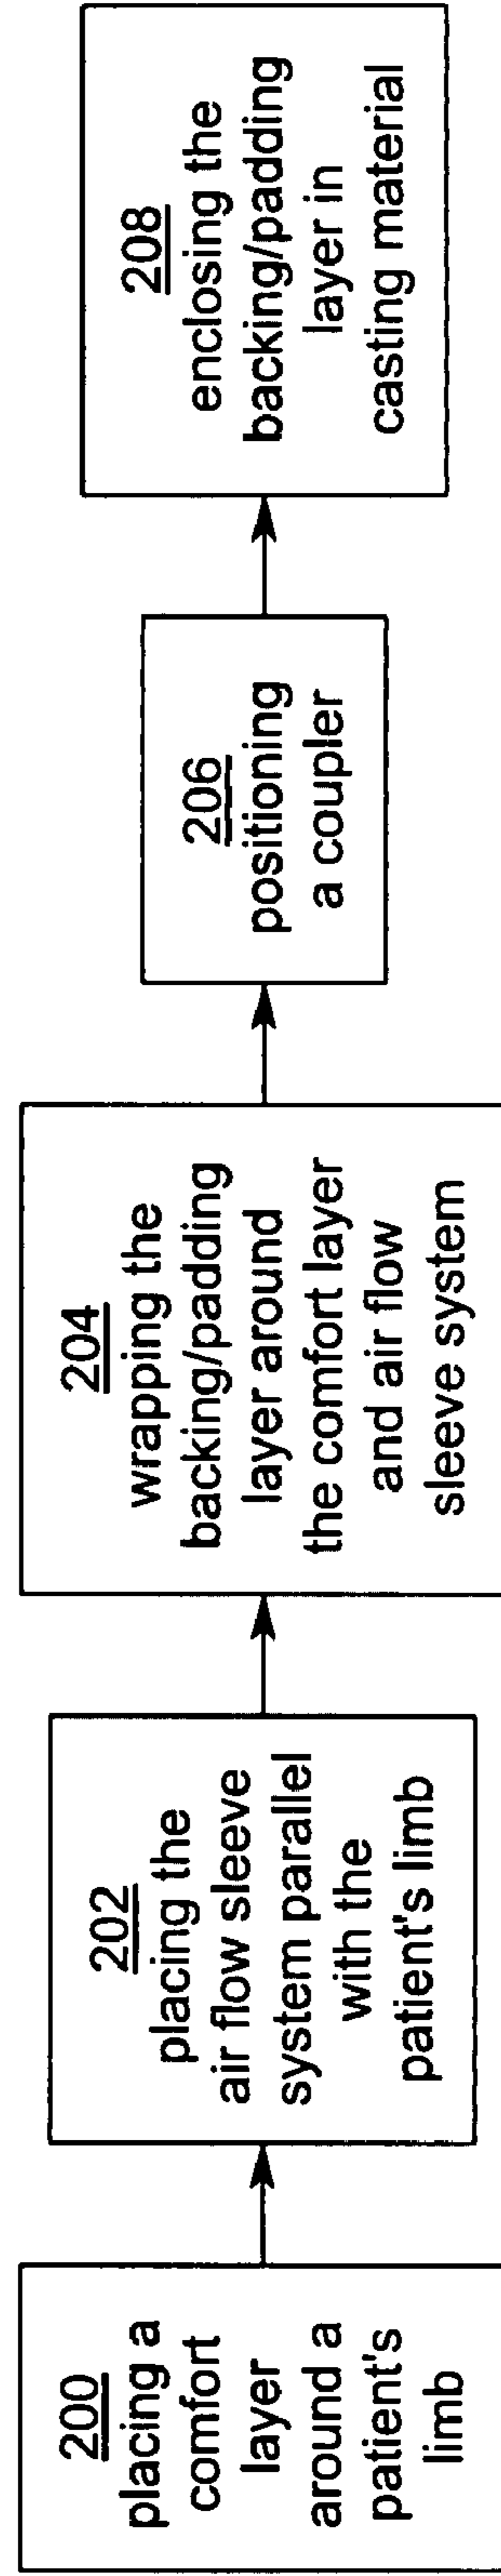 200
placing a
comfort
layer
around a
patient's
limb
202
placing the
air flow sleeve
system parallel
with the
patient's limb
204
wrapping the
backing/padding
layer around
the comfort layer
and air flow
sleeve system
206
positioning
a coupler
208
enclosing the
backing/padding
layer in
casting material